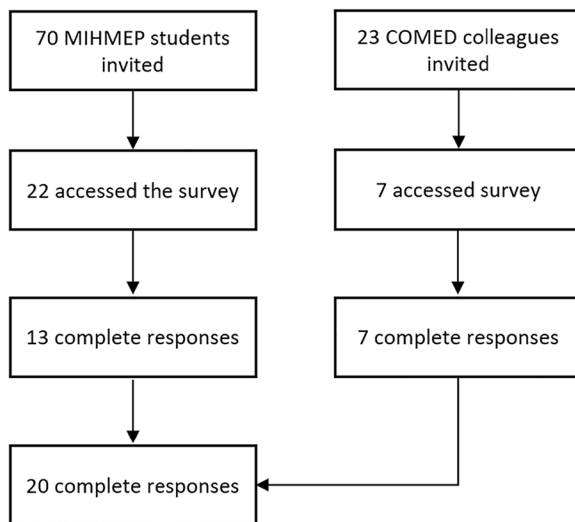 70 MIHMEP students
invited
23 COMED colleagues
invited
22 accessed the survey
7 accessed survey
13 complete responses
7 complete responses
20 complete responses